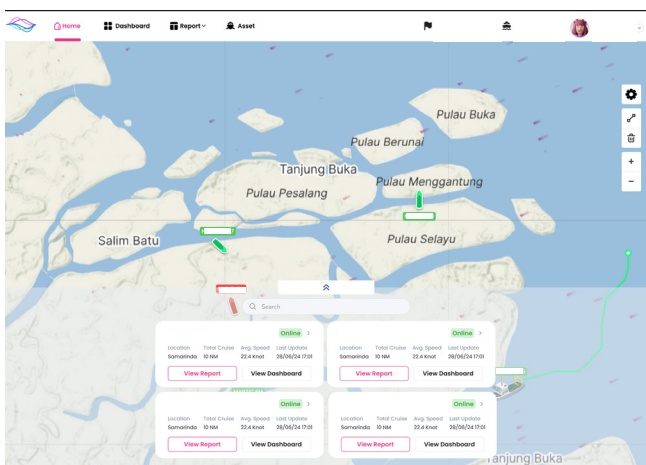 Home Dashboard Report Asset
Pulau Buka
Pulau Berunai
Tanjung Buka
Pulau Menggantung
Pulau Pesalang
Salim Batu
Pulau Selayu
Search
Online
Location Total Cruise Avg. Speed Last Update
Samarinda 10 NM 22.4 Knot 28/06/24 17:01
View Report View Dashboard
Online
Location Total Cruise Avg. Speed Last Update
Samarinda 10 NM 22.4 Knot 28/06/24 17:01
View Report View Dashboard
Online
Location Total Cruise Avg. Speed Last Update
Samarinda 10 NM 22.4 Knot 28/06/24 17:01
View Report View Dashboard
Online
Location Total Cruise Avg. Speed Last Update
Samarinda 10 NM 22.4 Knot 28/06/24 17:01
View Report View Dashboard
Tanjung Buka